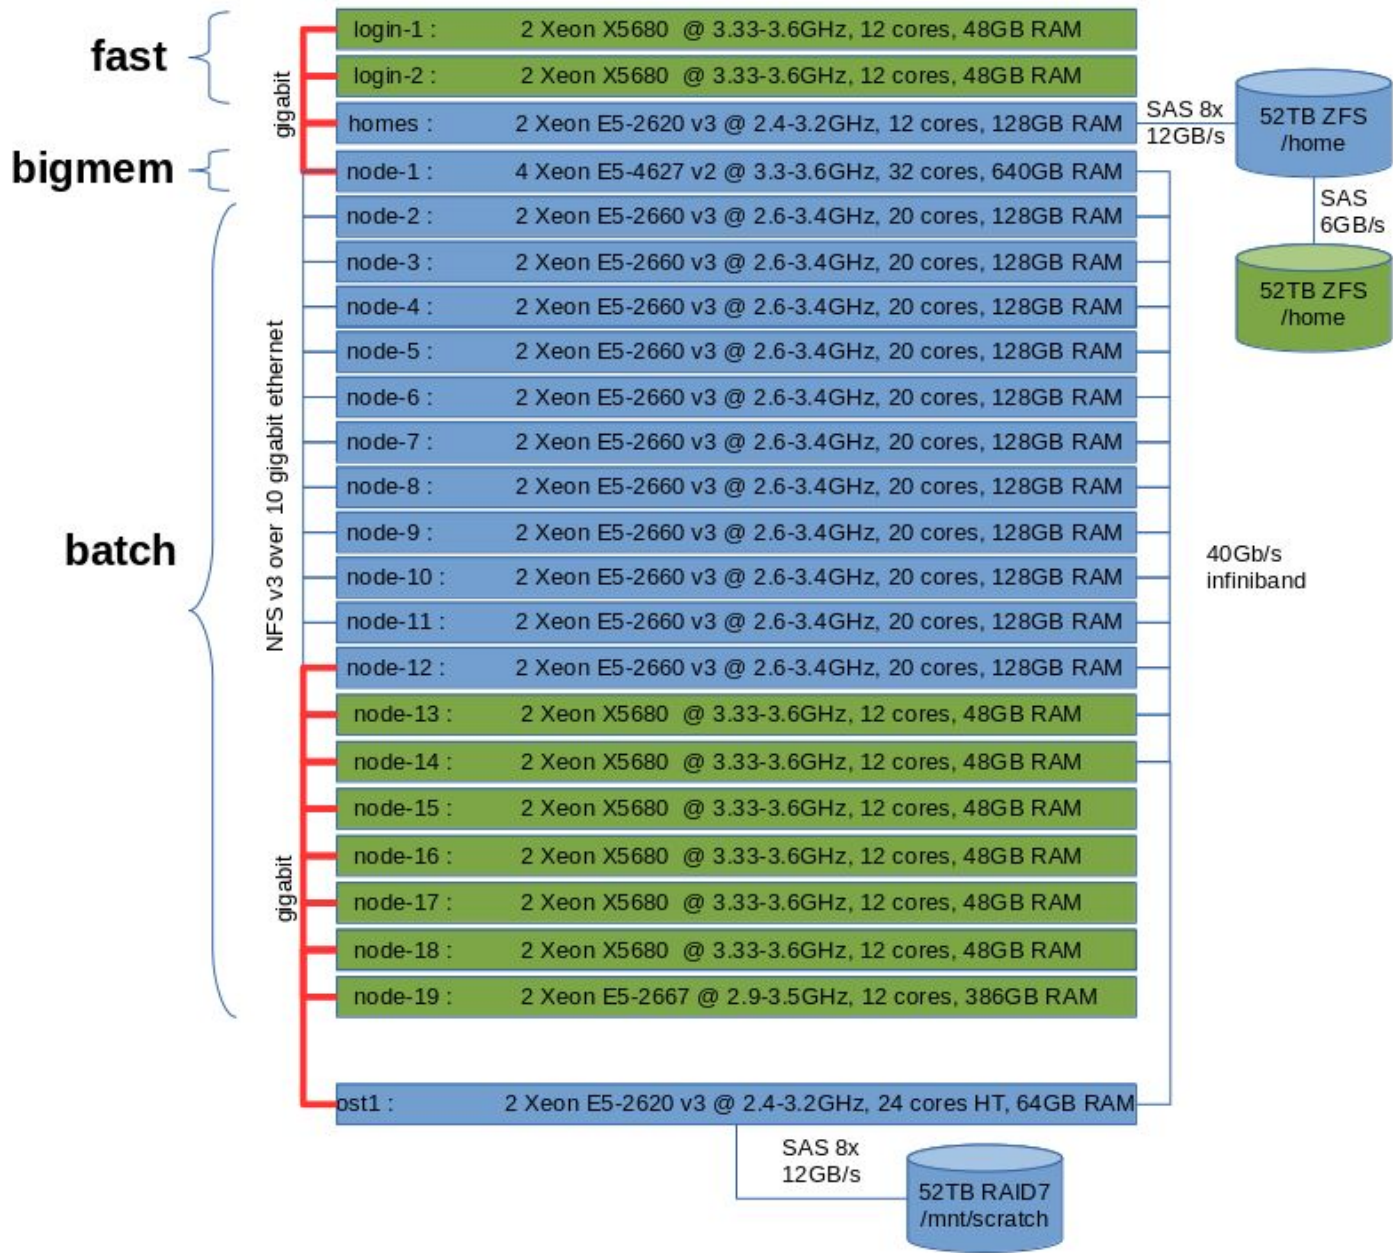 fast
bigmem
batch
gigabit
NFS v3 over 10 gigabit ethernet
gigabit
login-1 : 2 Xeon X5680 @ 3.33-3.6GHz, 12 cores, 48GB RAM
login-2 : 2 Xeon X5680 @ 3.33-3.6GHz, 12 cores, 48GB RAM
homes : 2 Xeon E5-2620 v3 @ 2.4-3.2GHz, 12 cores, 128GB RAM
node-1 : 4 Xeon E5-4627 v2 @ 3.3-3.6GHz, 32 cores, 640GB RAM
node-2 : 2 Xeon E5-2660 v3 @ 2.6-3.4GHz, 20 cores, 128GB RAM
node-3 : 2 Xeon E5-2660 v3 @ 2.6-3.4GHz, 20 cores, 128GB RAM
node-4 : 2 Xeon E5-2660 v3 @ 2.6-3.4GHz, 20 cores, 128GB RAM
node-5 : 2 Xeon E5-2660 v3 @ 2.6-3.4GHz, 20 cores, 128GB RAM
node-6 : 2 Xeon E5-2660 v3 @ 2.6-3.4GHz, 20 cores, 128GB RAM
node-7 : 2 Xeon E5-2660 v3 @ 2.6-3.4GHz, 20 cores, 128GB RAM
node-8 : 2 Xeon E5-2660 v3 @ 2.6-3.4GHz, 20 cores, 128GB RAM
node-9 : 2 Xeon E5-2660 v3 @ 2.6-3.4GHz, 20 cores, 128GB RAM
node-10 : 2 Xeon E5-2660 v3 @ 2.6-3.4GHz, 20 cores, 128GB RAM
node-11 : 2 Xeon E5-2660 v3 @ 2.6-3.4GHz, 20 cores, 128GB RAM
node-12 : 2 Xeon E5-2660 v3 @ 2.6-3.4GHz, 20 cores, 128GB RAM
node-13 : 2 Xeon X5680 @ 3.33-3.6GHz, 12 cores, 48GB RAM
node-14 : 2 Xeon X5680 @ 3.33-3.6GHz, 12 cores, 48GB RAM
node-15 : 2 Xeon X5680 @ 3.33-3.6GHz, 12 cores, 48GB RAM
node-16 : 2 Xeon X5680 @ 3.33-3.6GHz, 12 cores, 48GB RAM
node-17 : 2 Xeon X5680 @ 3.33-3.6GHz, 12 cores, 48GB RAM
node-18 : 2 Xeon X5680 @ 3.33-3.6GHz, 12 cores, 48GB RAM
node-19 : 2 Xeon E5-2667 @ 2.9-3.5GHz, 12 cores, 386GB RAM
ost1 : 2 Xeon E5-2620 v3 @ 2.4-3.2GHz, 24 cores HT, 64GB RAM
SAS 8x
12GB/s
52TB ZFS
/home
SAS
6GB/s
52TB ZFS
/home
40Gb/s
infiniband
SAS 8x
12GB/s
52TB RAID7
/mnt/scratch